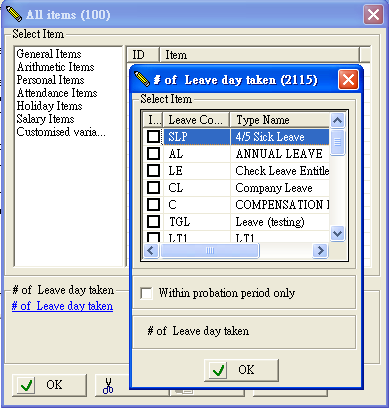 All items (100)
Select Item
General Items
Arithmetic Items
Personal Items
Attendance Items
Holiday Items
Salary Items
Customised varia...
ID Item
# of Leave day taken
# of Leave day taken
OK
# of Leave day taken (2115)
Select Item
I... Leave Co... Type Name
SLP 4/5 Sick Leave
AL ANNUAL LEAVE
LE Check Leave Entitle
CL Company Leave
C COMPENSATION
TGL Leave (testing)
LT1 LT1
Within probation period only
# of Leave day taken
OK